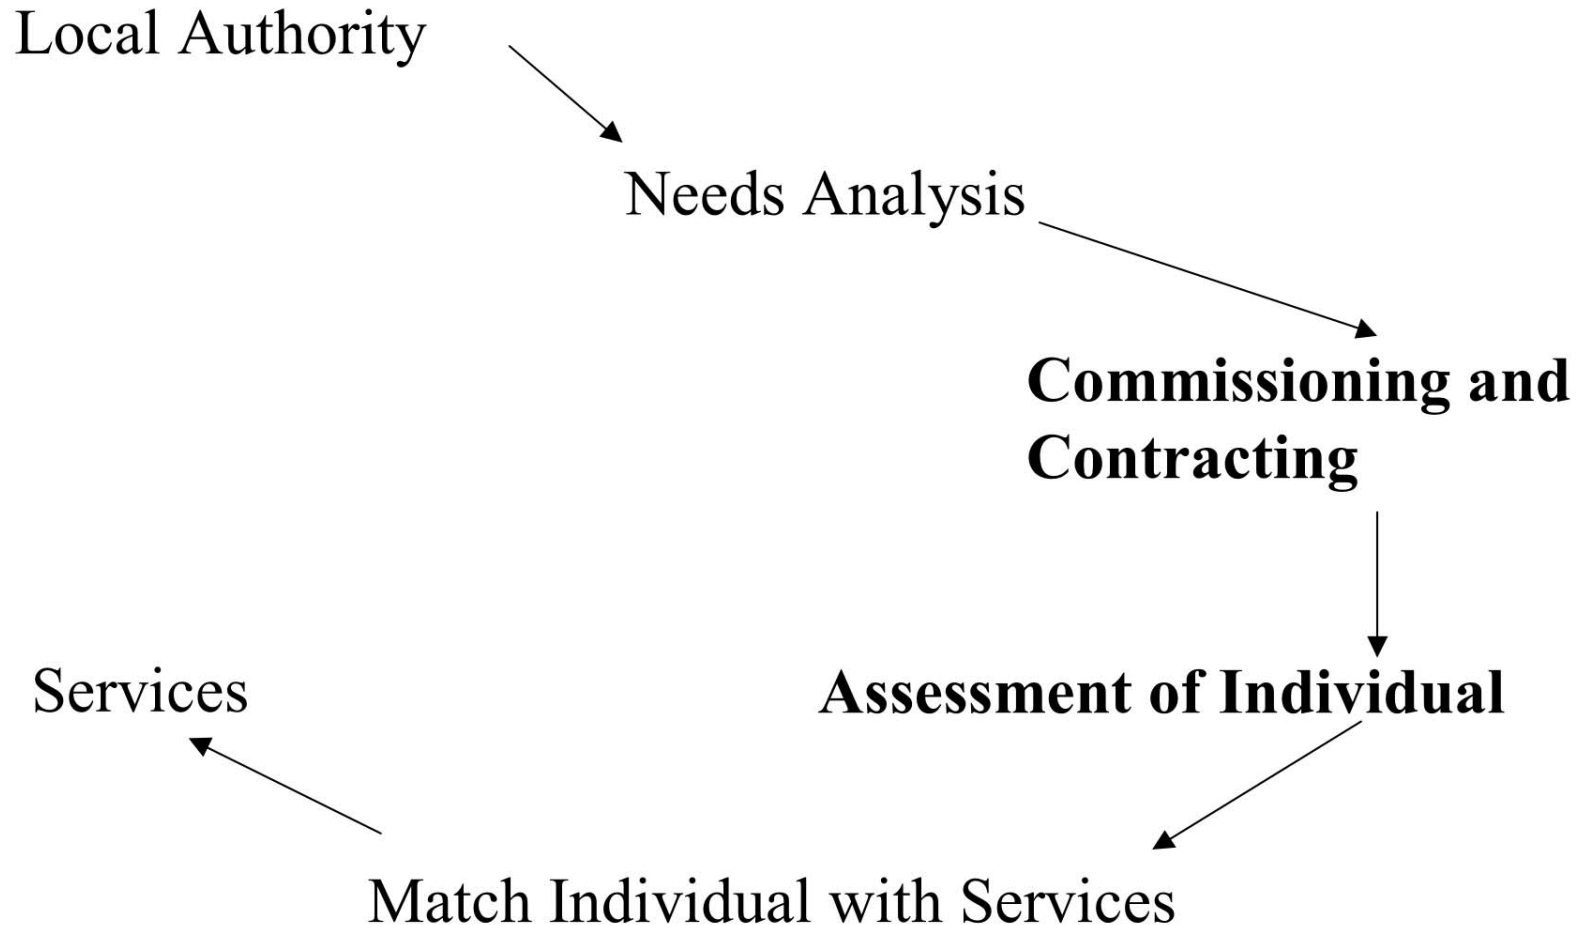 Local Authority
Needs Analysis
Commissioning and
Contracting
Assessment of Individual
Services
Match Individual with Services